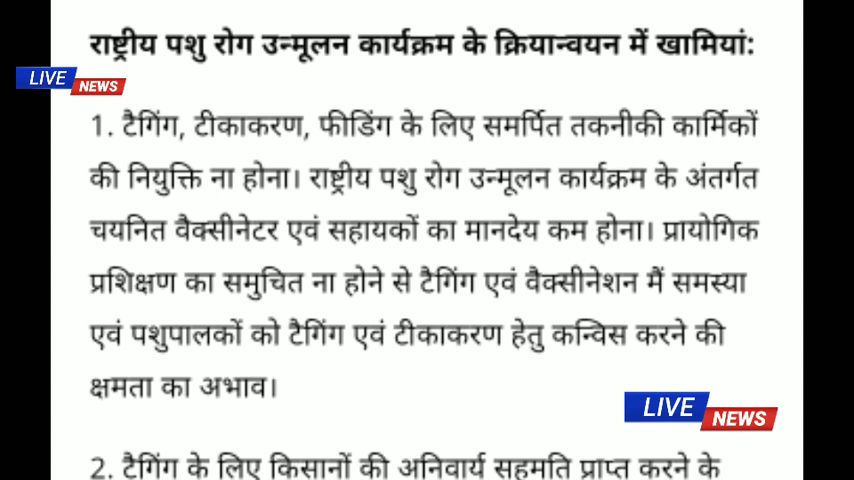 राष्ट्रीय पशु रोग उन्मूलन कार्यक्रम के क्रियान्वयन में खामियां:
LIVE
NEWS
1. टैगिंग, टीकाकरण, फीडिंग के लिए समर्पित तकनीकी कार्मिकों
की नियुक्ति ना होना। राष्ट्रीय पशु रोग उन्मूलन कार्यक्रम के अंतर्गत
चयनित वैक्सीनेटर एवं सहायकों का मानदेय कम होना। प्रायोगिक
प्रशिक्षण का समुचित ना होने से टैगिंग एवं वैक्सीनेशन मैं समस्या
एवं पशुपालकों को टैगिंग एवं टीकाकरण हेतु कन्विस करने की
क्षमता का अभाव।
LIVE
NEWS
2. टैगिंग के लिए किसानों की अनिवार्य सहमति प्राप्त करने के